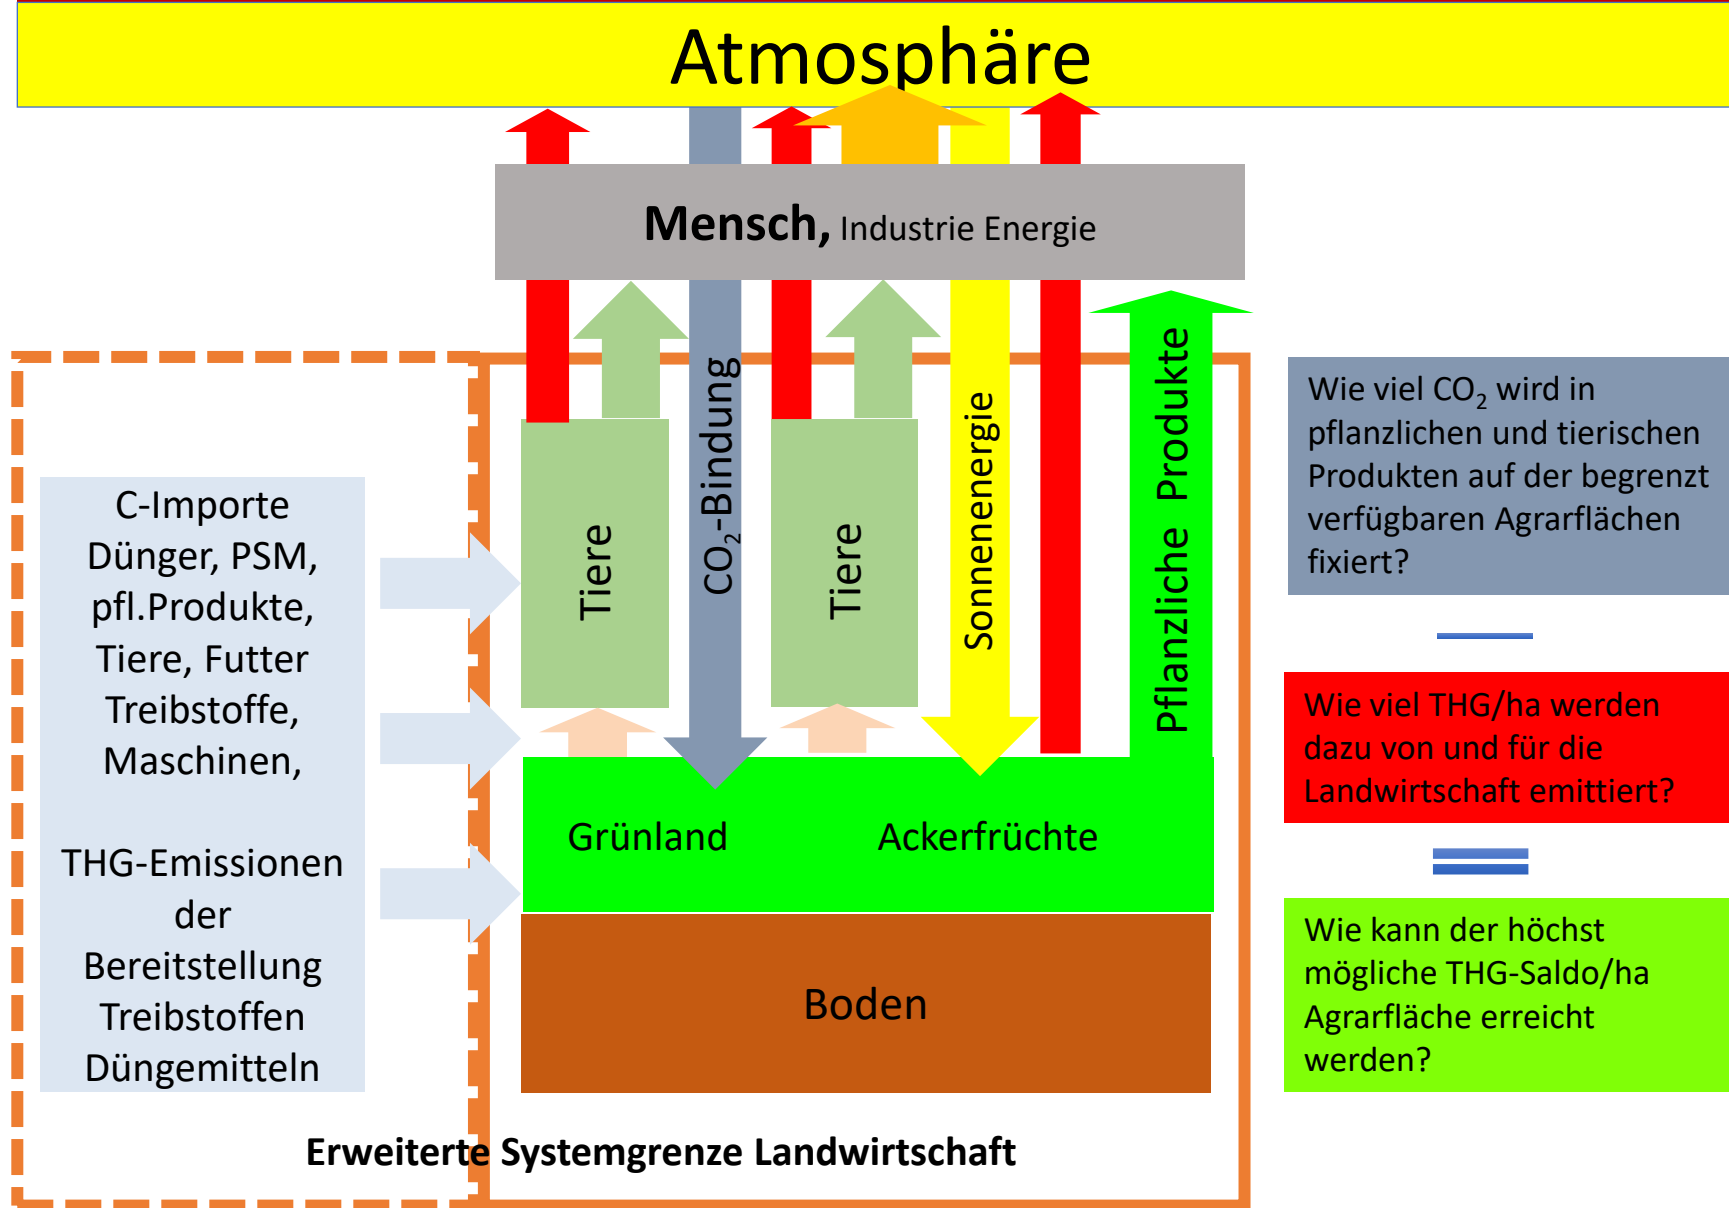 Atmosphäre
Mensch, Industrie Energie
C-Importe
Dünger, PSM,
pfl.Produkte,
Tiere, Futter
Treibstoffe,
Maschinen,
THG-Emissionen
der
Bereitstellung
Treibstoffen
Düngemitteln
Tiere
CO₂-Bindung
Tiere
Sonnenenergie
Pflanzliche Produkte
Grünland
Ackerfrüchte
Boden
Erweiterte Systemgrenze Landwirtschaft
Wie viel CO₂ wird in
pflanzlichen und tierischen
Produkten auf der begrenzt
verfügbaren Agrarflächen
fixiert?
Wie viel THG/ha werden
dazu von und für die
Landwirtschaft emittiert?
Wie kann der höchst
mögliche THG-Saldo/ha
Agrarfläche erreicht
werden?